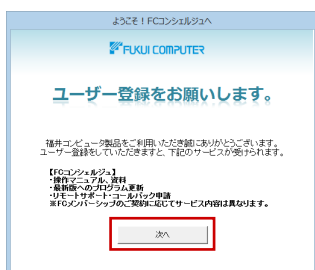 ようこそ！FCコンシェルジュへ
FUKUI COMPUTER
ユーザー登録をお願いします。
福井コンピュータ製品をご利用いただき誠にありがとうございます。
ユーザー登録をしていただきますと、下記のサービスが受けられます。
【FCコンシェルジュ】
・操作マニュアル、資料
・最新版へのプログラム更新
・リモートサポート・コールバック申請
※FCメンバーシップのご契約に応じてサービス内容は異なります。
次へ